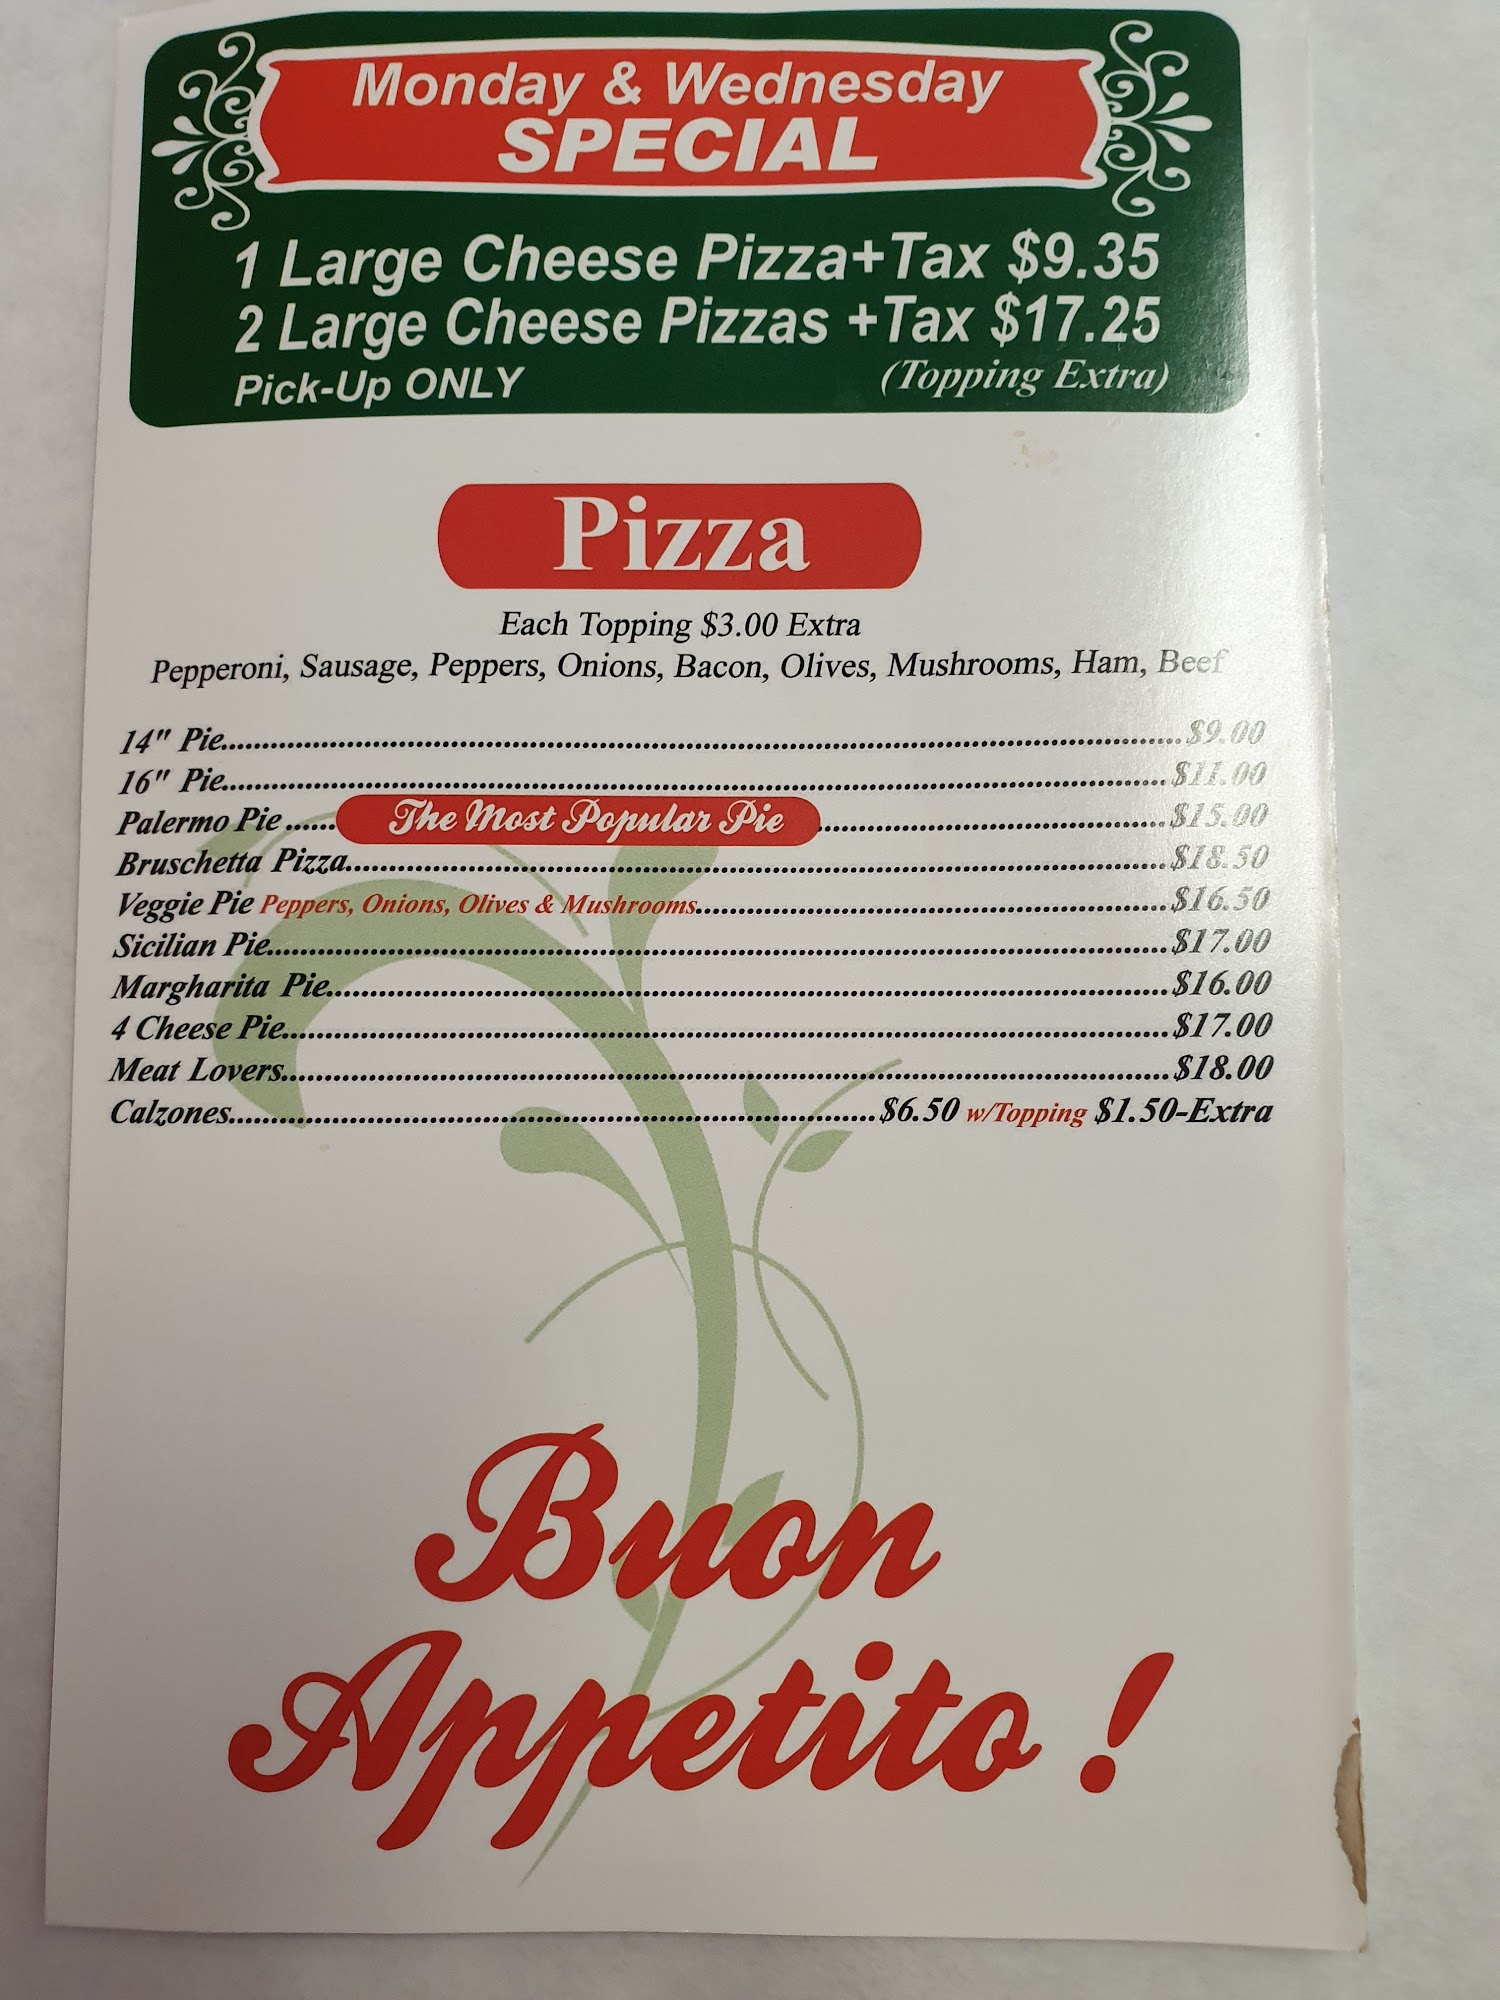 Monday & Wednesday
SPECIAL
1 Large Cheese Pizza+Tax $9.35
2 Large Cheese Pizzas +Tax $17.25
Pick-Up ONLY (Topping Extra)
Pizza
Each Topping $3.00 Extra
Pepperoni, Sausage, Peppers, Onions, Bacon, Olives, Mushrooms, Ham, Beef
14" Pie $9.00
16" Pie $11.00
Palermo Pie The Most Popular Pie $15.00
Bruschetta Pizza $18.50
Veggie Pie Peppers, Onions, Olives & Mushrooms $16.50
Sicilian Pie $17.00
Margharita Pie $16.00
4 Cheese Pie $17.00
Meat Lovers $18.00
Calzones $6.50 w/Topping $1.50-Extra
Buon
Appetito !